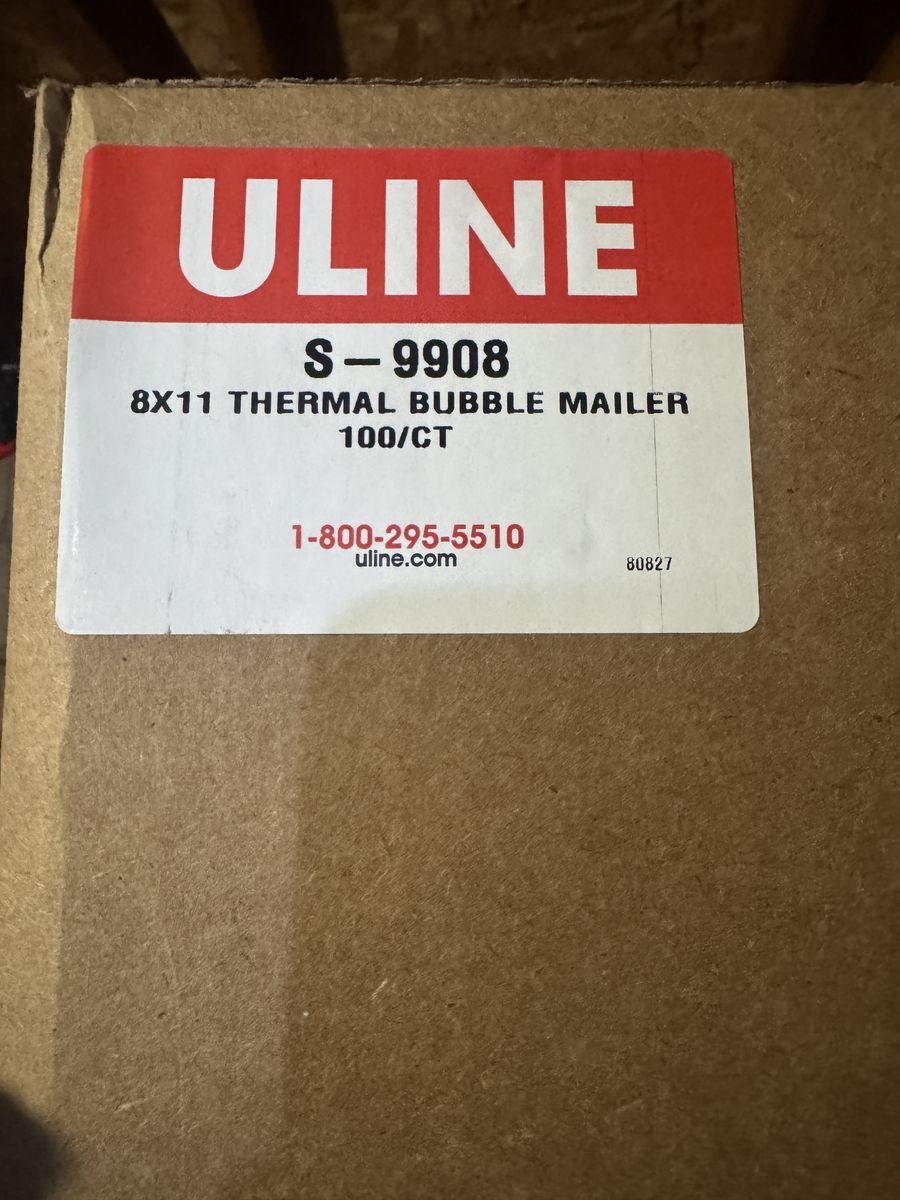 ULINE
S-9908
8X11 THERMAL BUBBLE MAILER
100/CT
1-800-295-5510
uline.com
80827